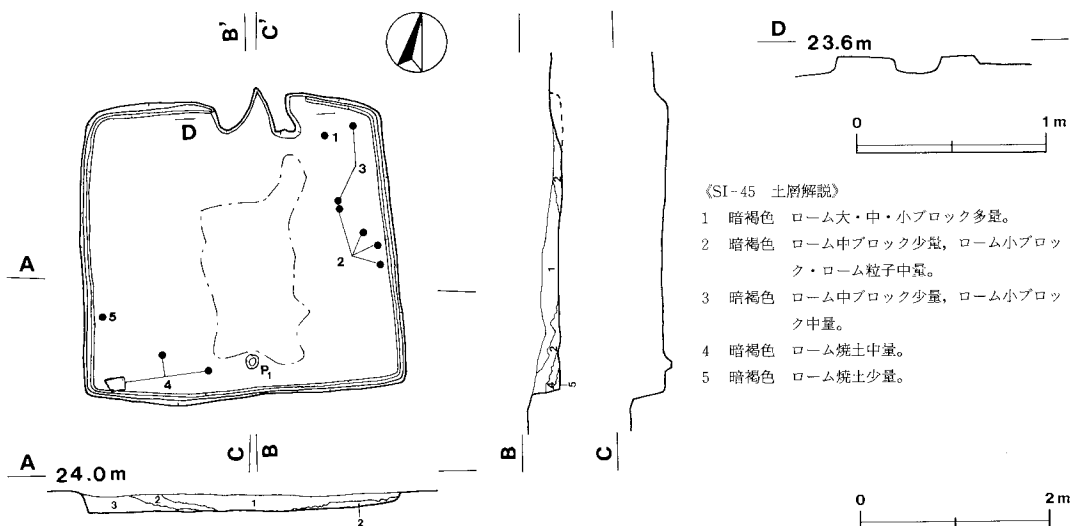 B' C'
D 23.6m
D
1
3
2
A
5
4
P1
0 1m
《SI-45 土層解説》
1 暗褐色 ローム大・中・小ブロック多量。
2 暗褐色 ローム中ブロック少量，ローム小ブロッ
ク・ローム粒子中量。
3 暗褐色 ローム中ブロック少量，ローム小ブロッ
ク中量。
4 暗褐色 ローム焼土中量。
5 暗褐色 ローム焼土少量。
2
1
2
4
5
B
C
C B
A 24.0m
3 2 1
2
0 2m